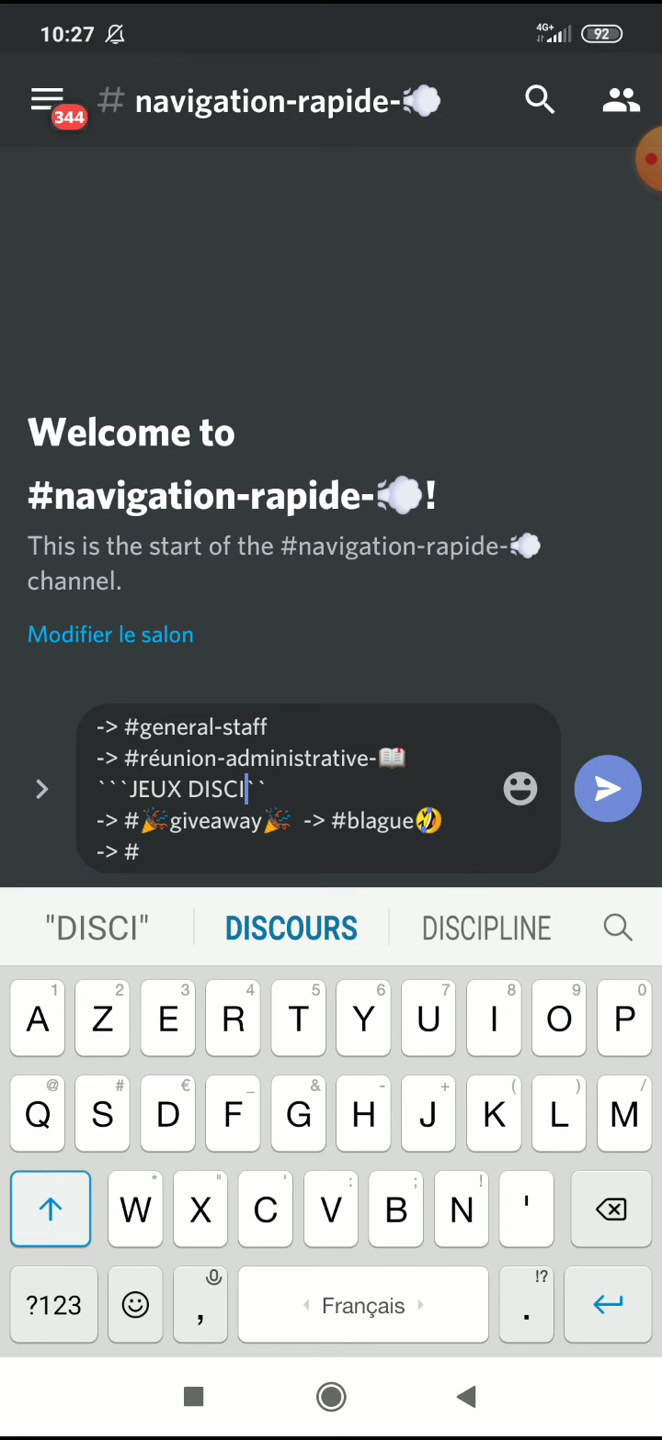 10:27 4G+ 92
344 # navigation-rapide-💨
Welcome to
#navigation-rapide-💨!
This is the start of the #navigation-rapide-💨
channel.
Modifier le salon
-> #general-staff
-> #réunion-administrative-📖
```JEUX DISCI``
-> #🎉giveaway🎉 -> #blague🤣
-> #
"DISCI" DISCOURS DISCIPLINE
1 2 3 4 5 6 7 8 9 0
A Z E R T Y U I O P
@ # € _ & - + ( ) /
Q S D F G H J K L M
* " ' : ; !
W X C V B N '
!?
?123 , Français .